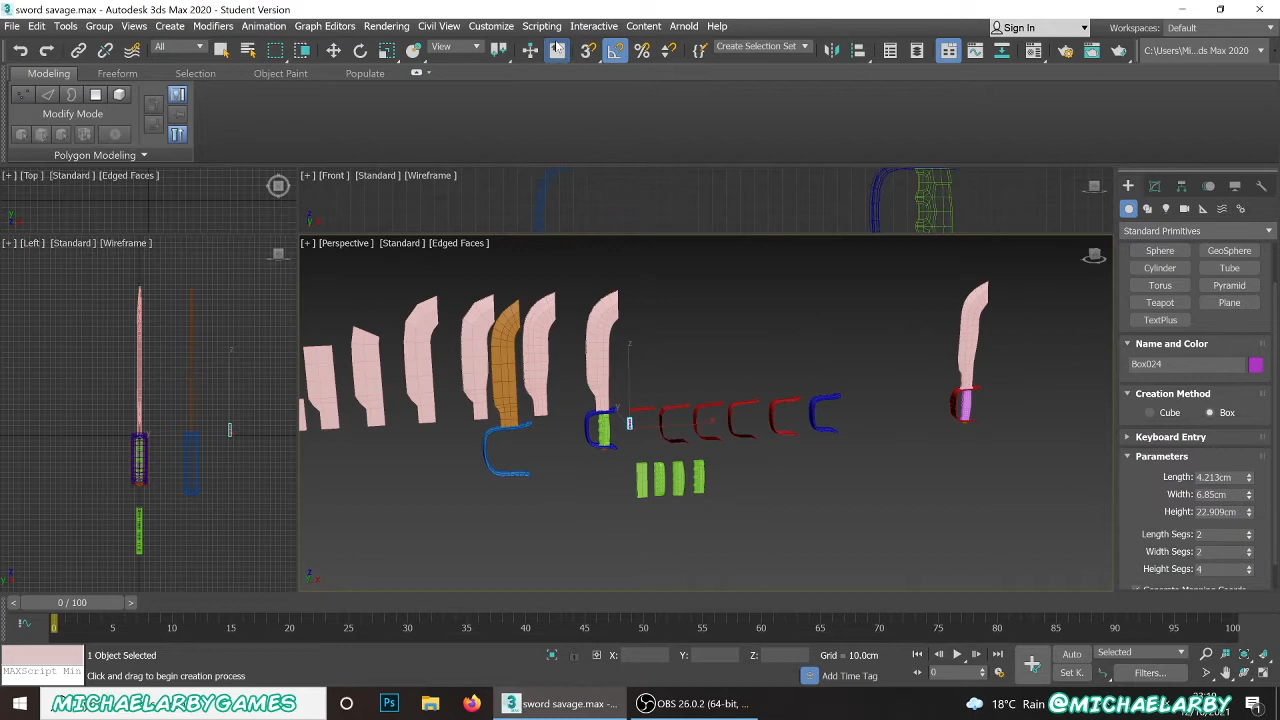 sword savage.max - Autodesk 3ds Max 2020 - Student Version
File Edit Tools Group Views Create Modifiers Animation Graph Editors Rendering Civil View Customize Scripting Interactive Content Arnold Help
Sign In
Workspaces: Default
All
View
Create Selection Set
C:\Users\Mi...ds Max 2020
Modeling Freeform Selection Object Paint Populate
Modify Mode
Polygon Modeling
[+] [Top] [Standard] [Edged Faces]
[+] [Front] [Standard] [Wireframe]
[+] [Left] [Standard] [Wireframe]
[+] [Perspective] [Standard] [Edged Faces]
Standard Primitives
Sphere GeoSphere
Cylinder Tube
Torus Pyramid
Teapot Plane
TextPlus
Name and Color
Box024
Creation Method
Cube Box
Keyboard Entry
Parameters
Length: 4.213cm
Width: 6.85cm
Height: 22.909cm
Length Segs: 2
Width Segs: 2
Height Segs: 4
Generate Mapping Coords.
0 / 100
0 5 10 15 20 25 30 35 40 45 50 55 60 65 70 75 80 85 90 95 100
1 Object Selected
X: Y: Z: Grid = 10.0cm
Auto Selected
MAXScript Min
Click and drag to begin creation process
Add Time Tag
0
Set K. Filters...
MICHAELARBYGAMES
sword savage.max -...
OBS 26.0.2 (64-bit, ...
18°C Rain
@MICHAELARBY